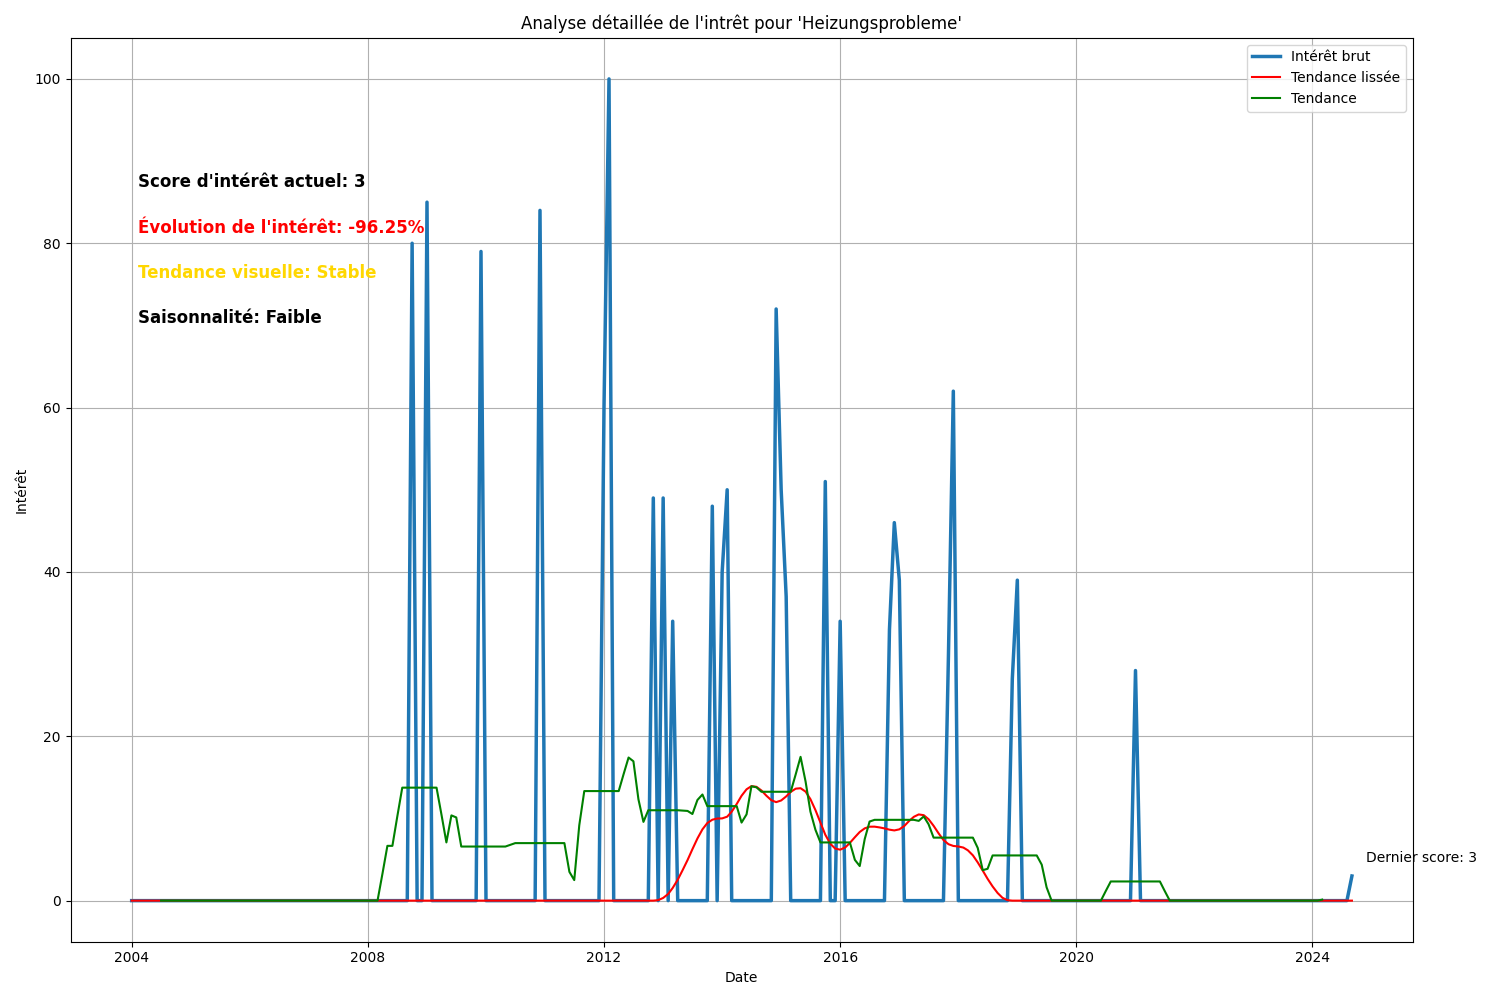 Analyse détaillée de l'intrêt pour 'Heizungsprobleme'
Intérêt brut
Tendance lissée
Tendance
Score d'intérêt actuel: 3
Évolution de l'intérêt: -96.25%
Tendance visuelle: Stable
Saisonnalité: Faible
Dernier score: 3
Intérêt
100
80
60
40
20
0
2004
2008
2012
2016
2020
2024
Date